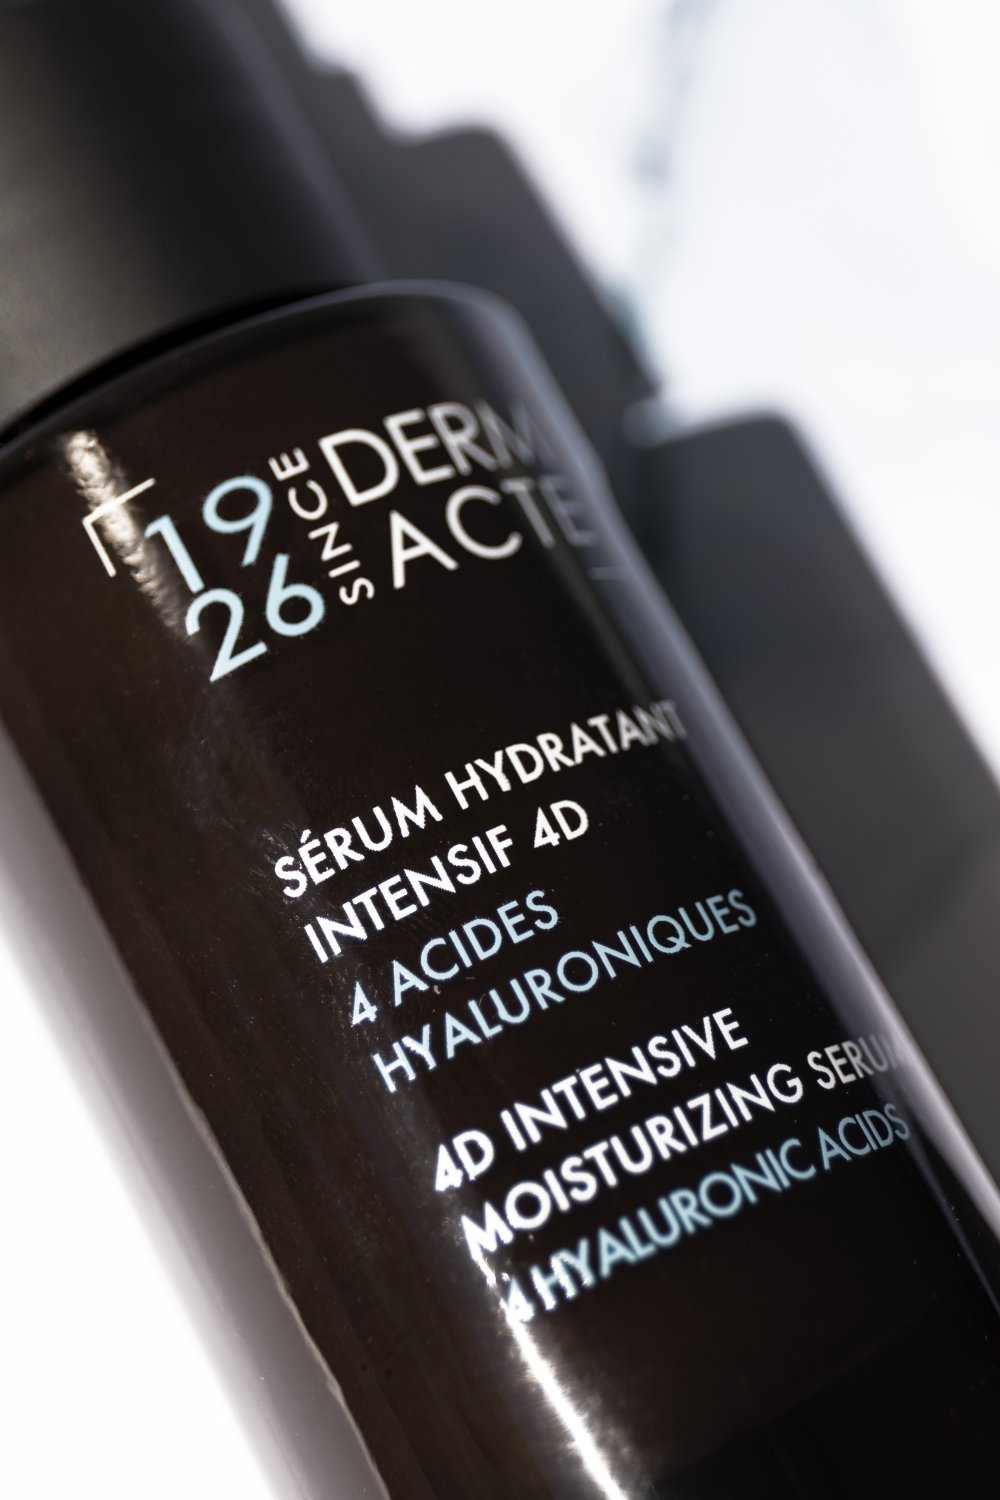 19
26
SINCE
DERM
ACTE
SÉRUM HYDRATANT
INTENSIF 4D
4 ACIDES
HYALURONIQUES
4D INTENSIVE
MOISTURIZING SERUM
4 HYALURONIC ACIDS